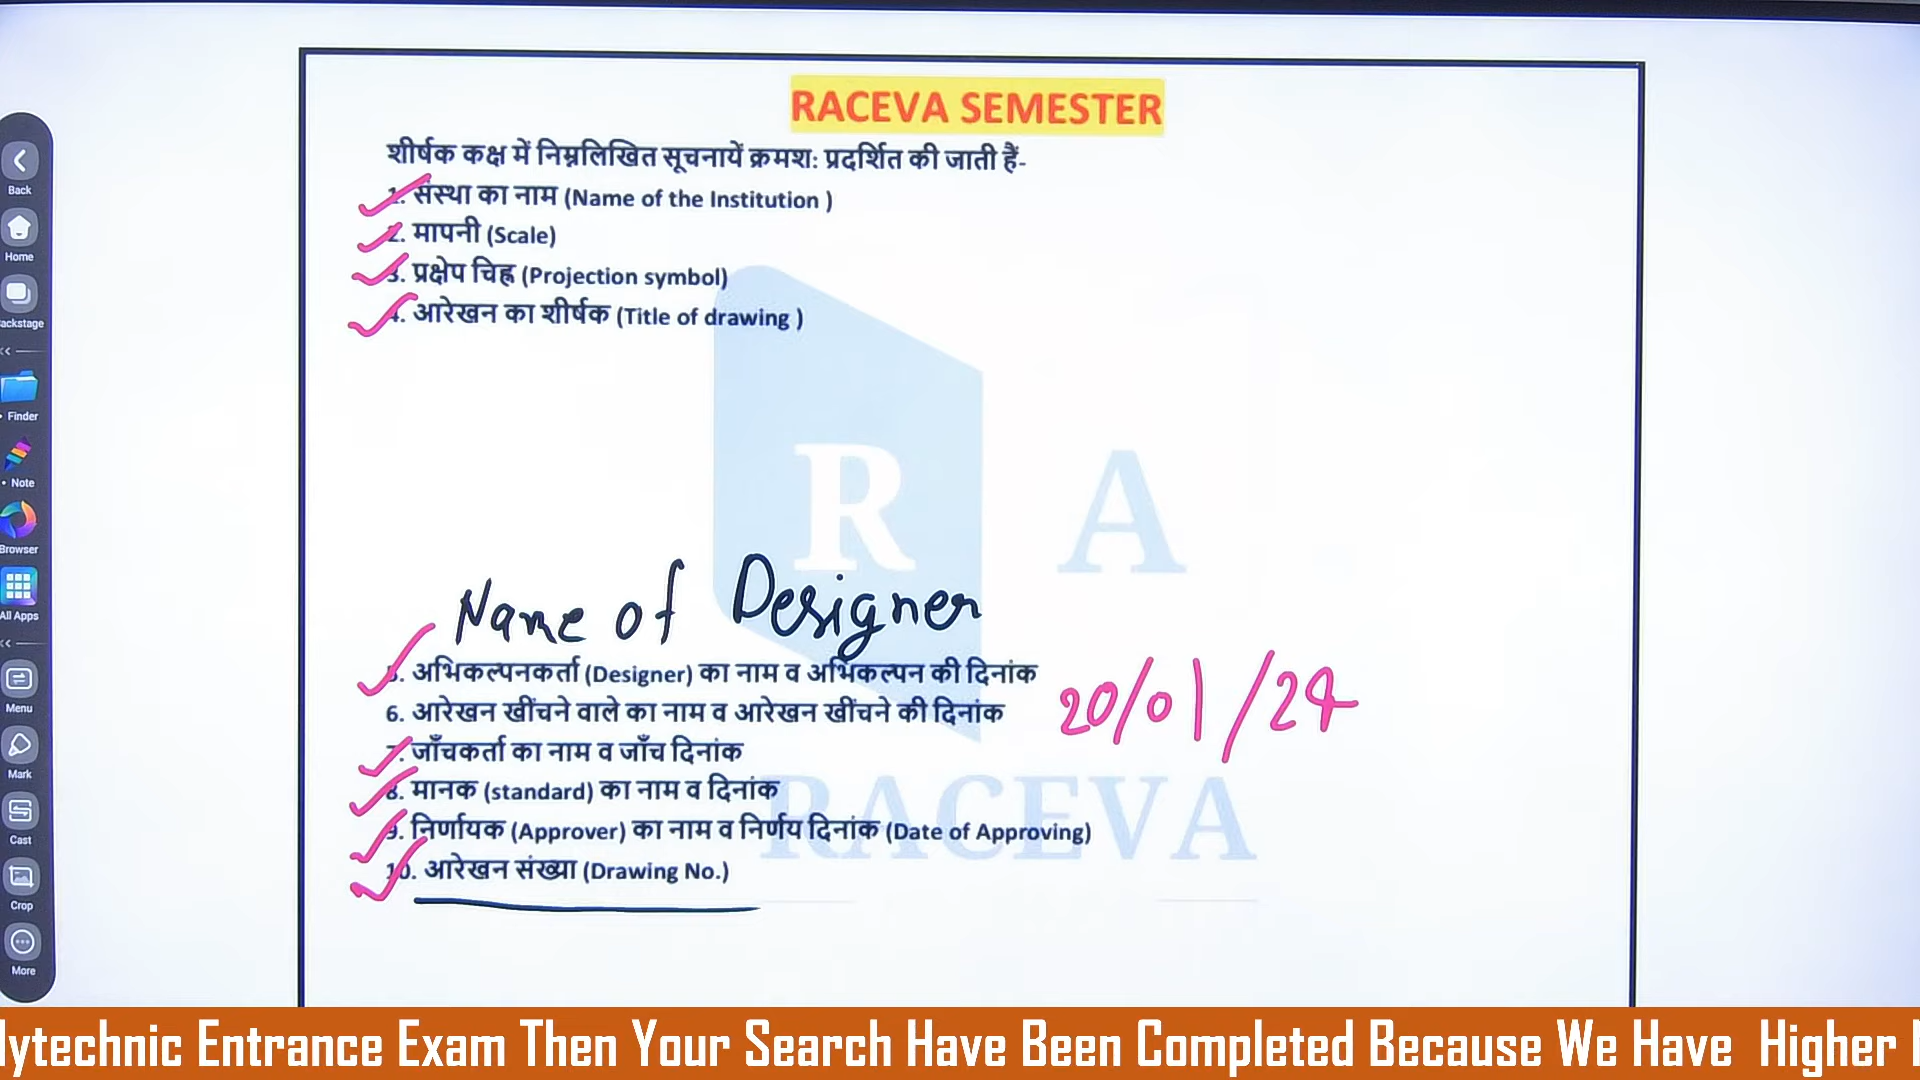 RACEVA SEMESTER
शीर्षक कक्ष में निम्नलिखित सूचनायें क्रमश: प्रदर्शित की जाती हैं-
1. संस्था का नाम (Name of the Institution )
2. मापनी (Scale)
3. प्रक्षेप चिह्न (Projection symbol)
4. आरेखन का शीर्षक (Title of drawing )
R A
Name of Designer
5. अभिकल्पनकर्ता (Designer) का नाम व अभिकल्पन की दिनांक
20/01/24
6. आरेखन खींचने वाले का नाम व आरेखन खींचने की दिनांक
7. जाँचकर्ता का नाम व जाँच दिनांक
8. मानक (standard) का नाम व दिनांक
RACEVA
9. निर्णायक (Approver) का नाम व निर्णय दिनांक (Date of Approving)
10. आरेखन संख्या (Drawing No.)
Back
Home
ackstage
Finder
Note
Browser
All Apps
Menu
Mark
Cast
Crop
More
lytechnic Entrance Exam Then Your Search Have Been Completed Because We Have Higher